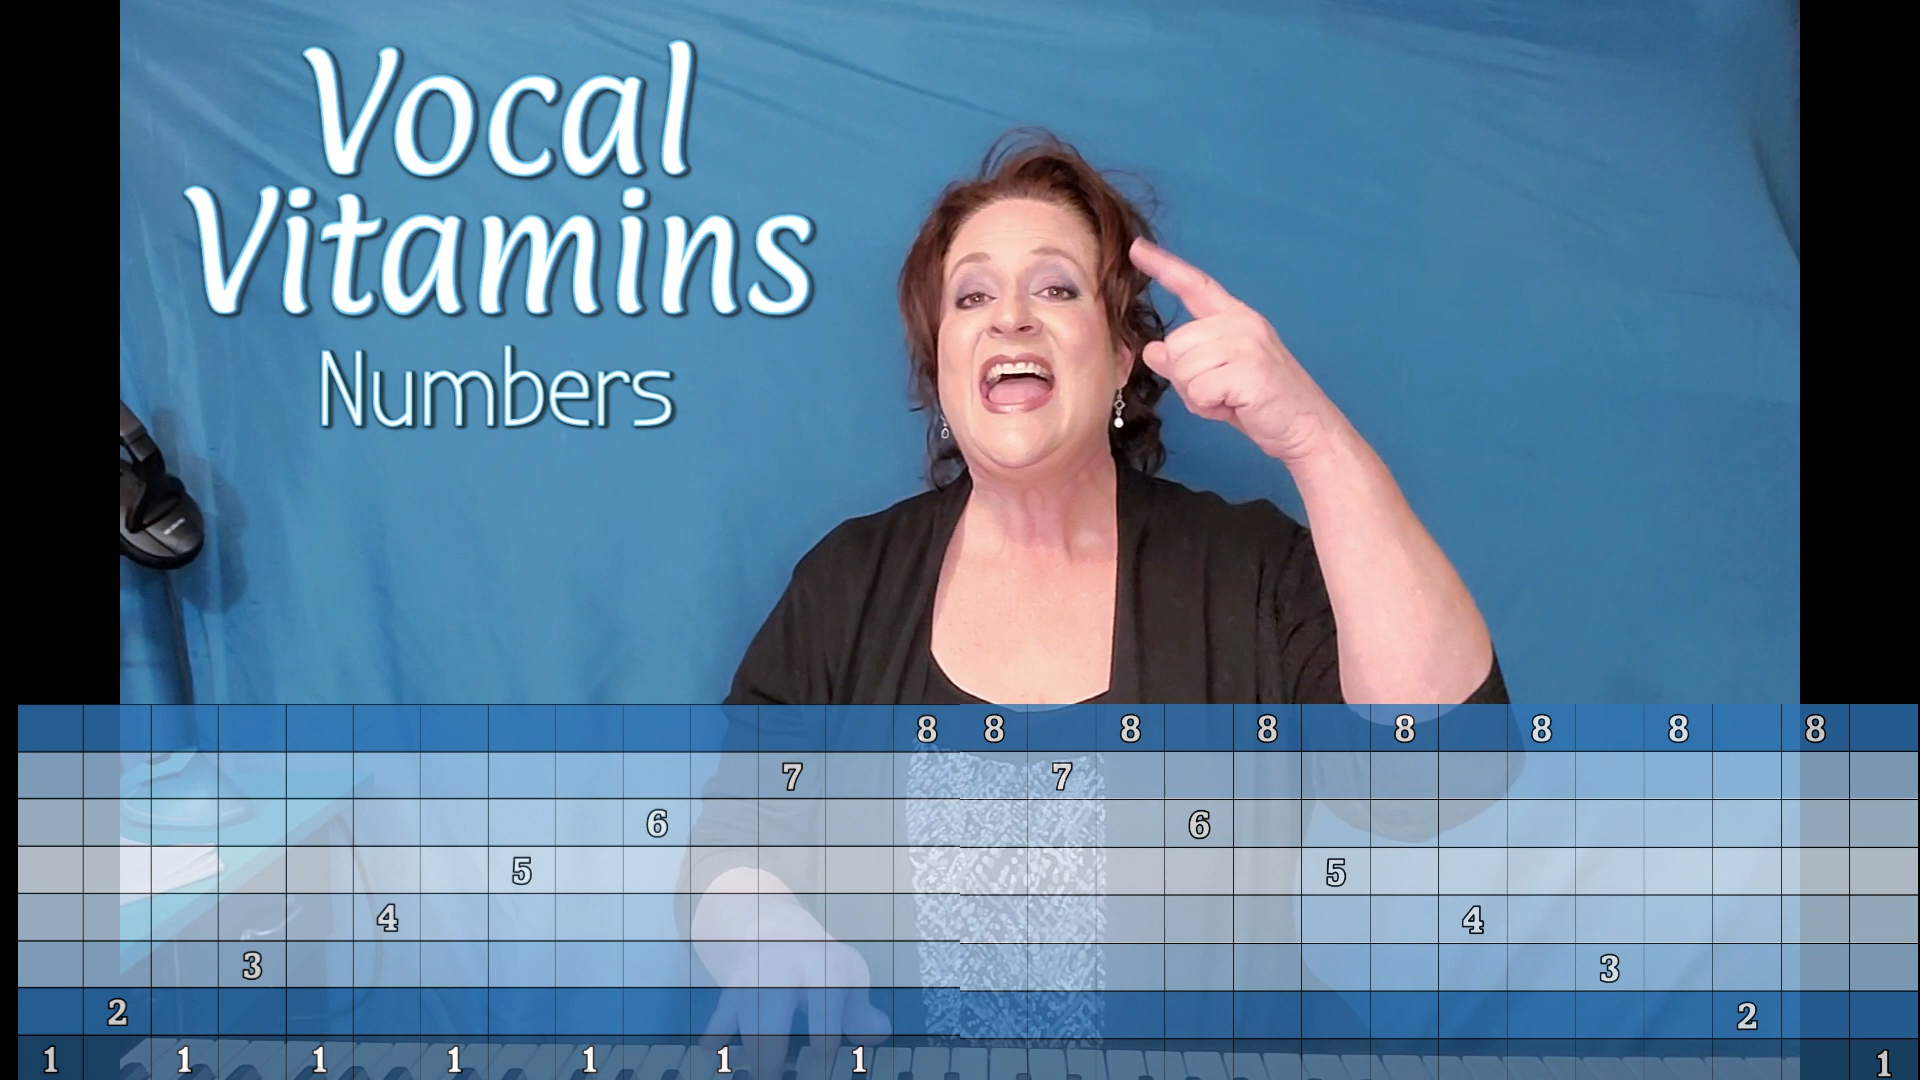 Vocal
Vitamins
Numbers
8 8 8 8 8 8 8 8
7 7
6 6
5 5
4 4
3 3
2 2
1 1 1 1 1 1 1 1